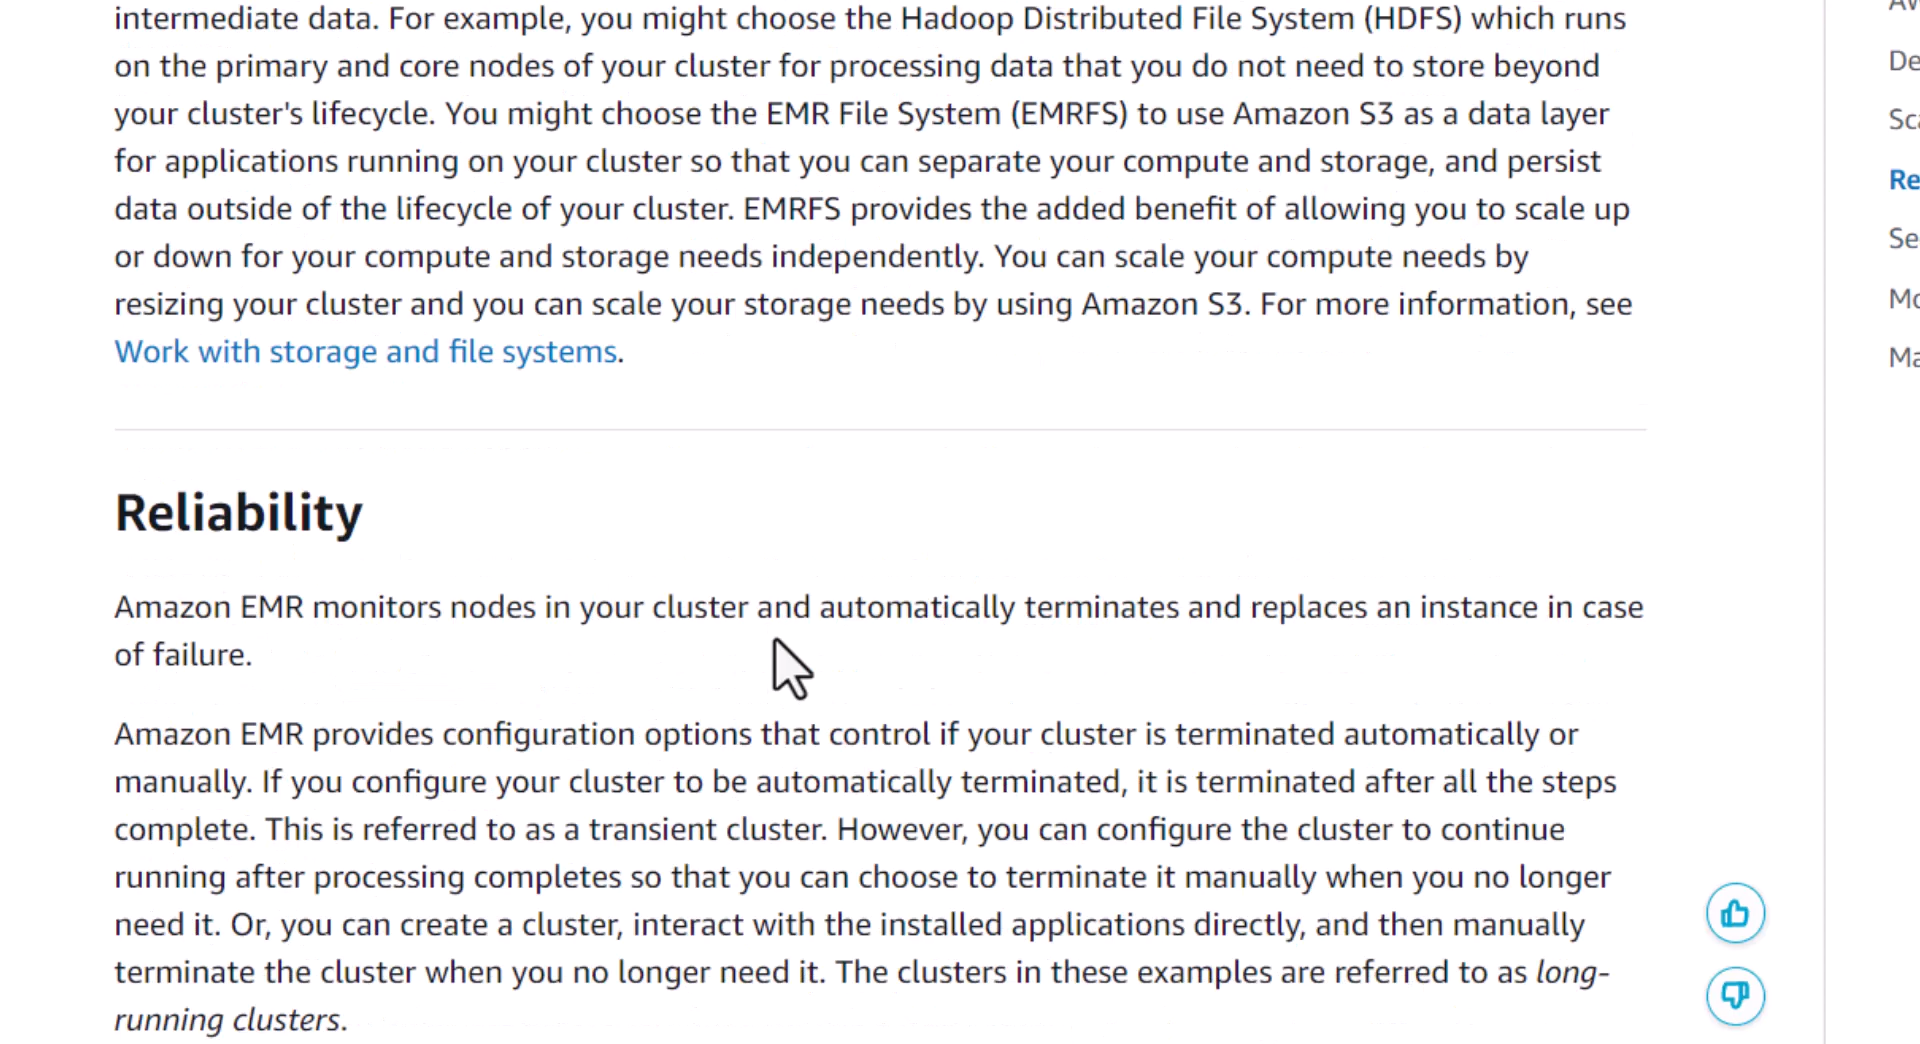 intermediate data. For example, you might choose the Hadoop Distributed File System (HDFS) which runs
on the primary and core nodes of your cluster for processing data that you do not need to store beyond
your cluster's lifecycle. You might choose the EMR File System (EMRFS) to use Amazon S3 as a data layer
for applications running on your cluster so that you can separate your compute and storage, and persist
data outside of the lifecycle of your cluster. EMRFS provides the added benefit of allowing you to scale up
or down for your compute and storage needs independently. You can scale your compute needs by
resizing your cluster and you can scale your storage needs by using Amazon S3. For more information, see
Work with storage and file systems.
Reliability
Amazon EMR monitors nodes in your cluster and automatically terminates and replaces an instance in case
of failure.
Amazon EMR provides configuration options that control if your cluster is terminated automatically or
manually. If you configure your cluster to be automatically terminated, it is terminated after all the steps
complete. This is referred to as a transient cluster. However, you can configure the cluster to continue
running after processing completes so that you can choose to terminate it manually when you no longer
need it. Or, you can create a cluster, interact with the installed applications directly, and then manually
terminate the cluster when you no longer need it. The clusters in these examples are referred to as long-
running clusters.
De
Sc
Re
Se
Mo
Ma